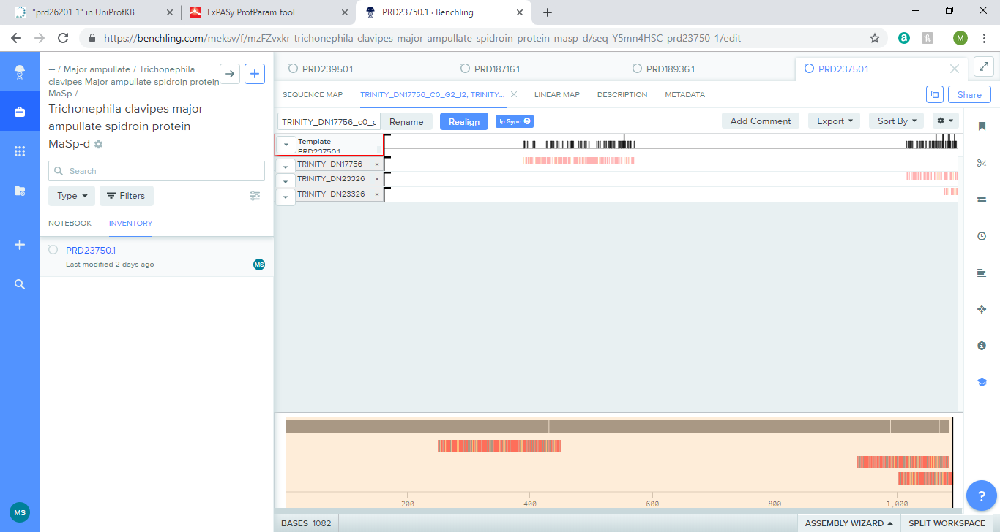 "prd26201 1" in UniProtKB
ExPASy ProtParam tool
PRD23750.1 · Benchling
https://benchling.com/meksv/f/mzFZvxkr-trichonephila-clavipes-major-ampullate-spidroin-protein-masp-d/seq-Y5mn4HSC-prd23750-1/edit
M
··· / Major ampullate / Trichonephila
clavipes Major ampullate spidroin protein
MaSp /
Trichonephila clavipes major
ampullate spidroin protein
MaSp-d
Search
Type
Filters
NOTEBOOK
INVENTORY
PRD23750.1
Last modified 2 days ago
MS
MS
PRD23950.1
PRD18716.1
PRD18936.1
PRD23750.1
SEQUENCE MAP
TRINITY_DN17756_C0_G2_I2, TRINITY...
LINEAR MAP
DESCRIPTION
METADATA
Share
TRINITY_DN17756_c0_g
Rename
Realign
In Sync
Add Comment
Export
Sort By
Template
PRD23750.1
TRINITY_DN17756_
TRINITY_DN23326
TRINITY_DN23326
200
400
600
800
1,000
?
BASES 1082
ASSEMBLY WIZARD
SPLIT WORKSPACE